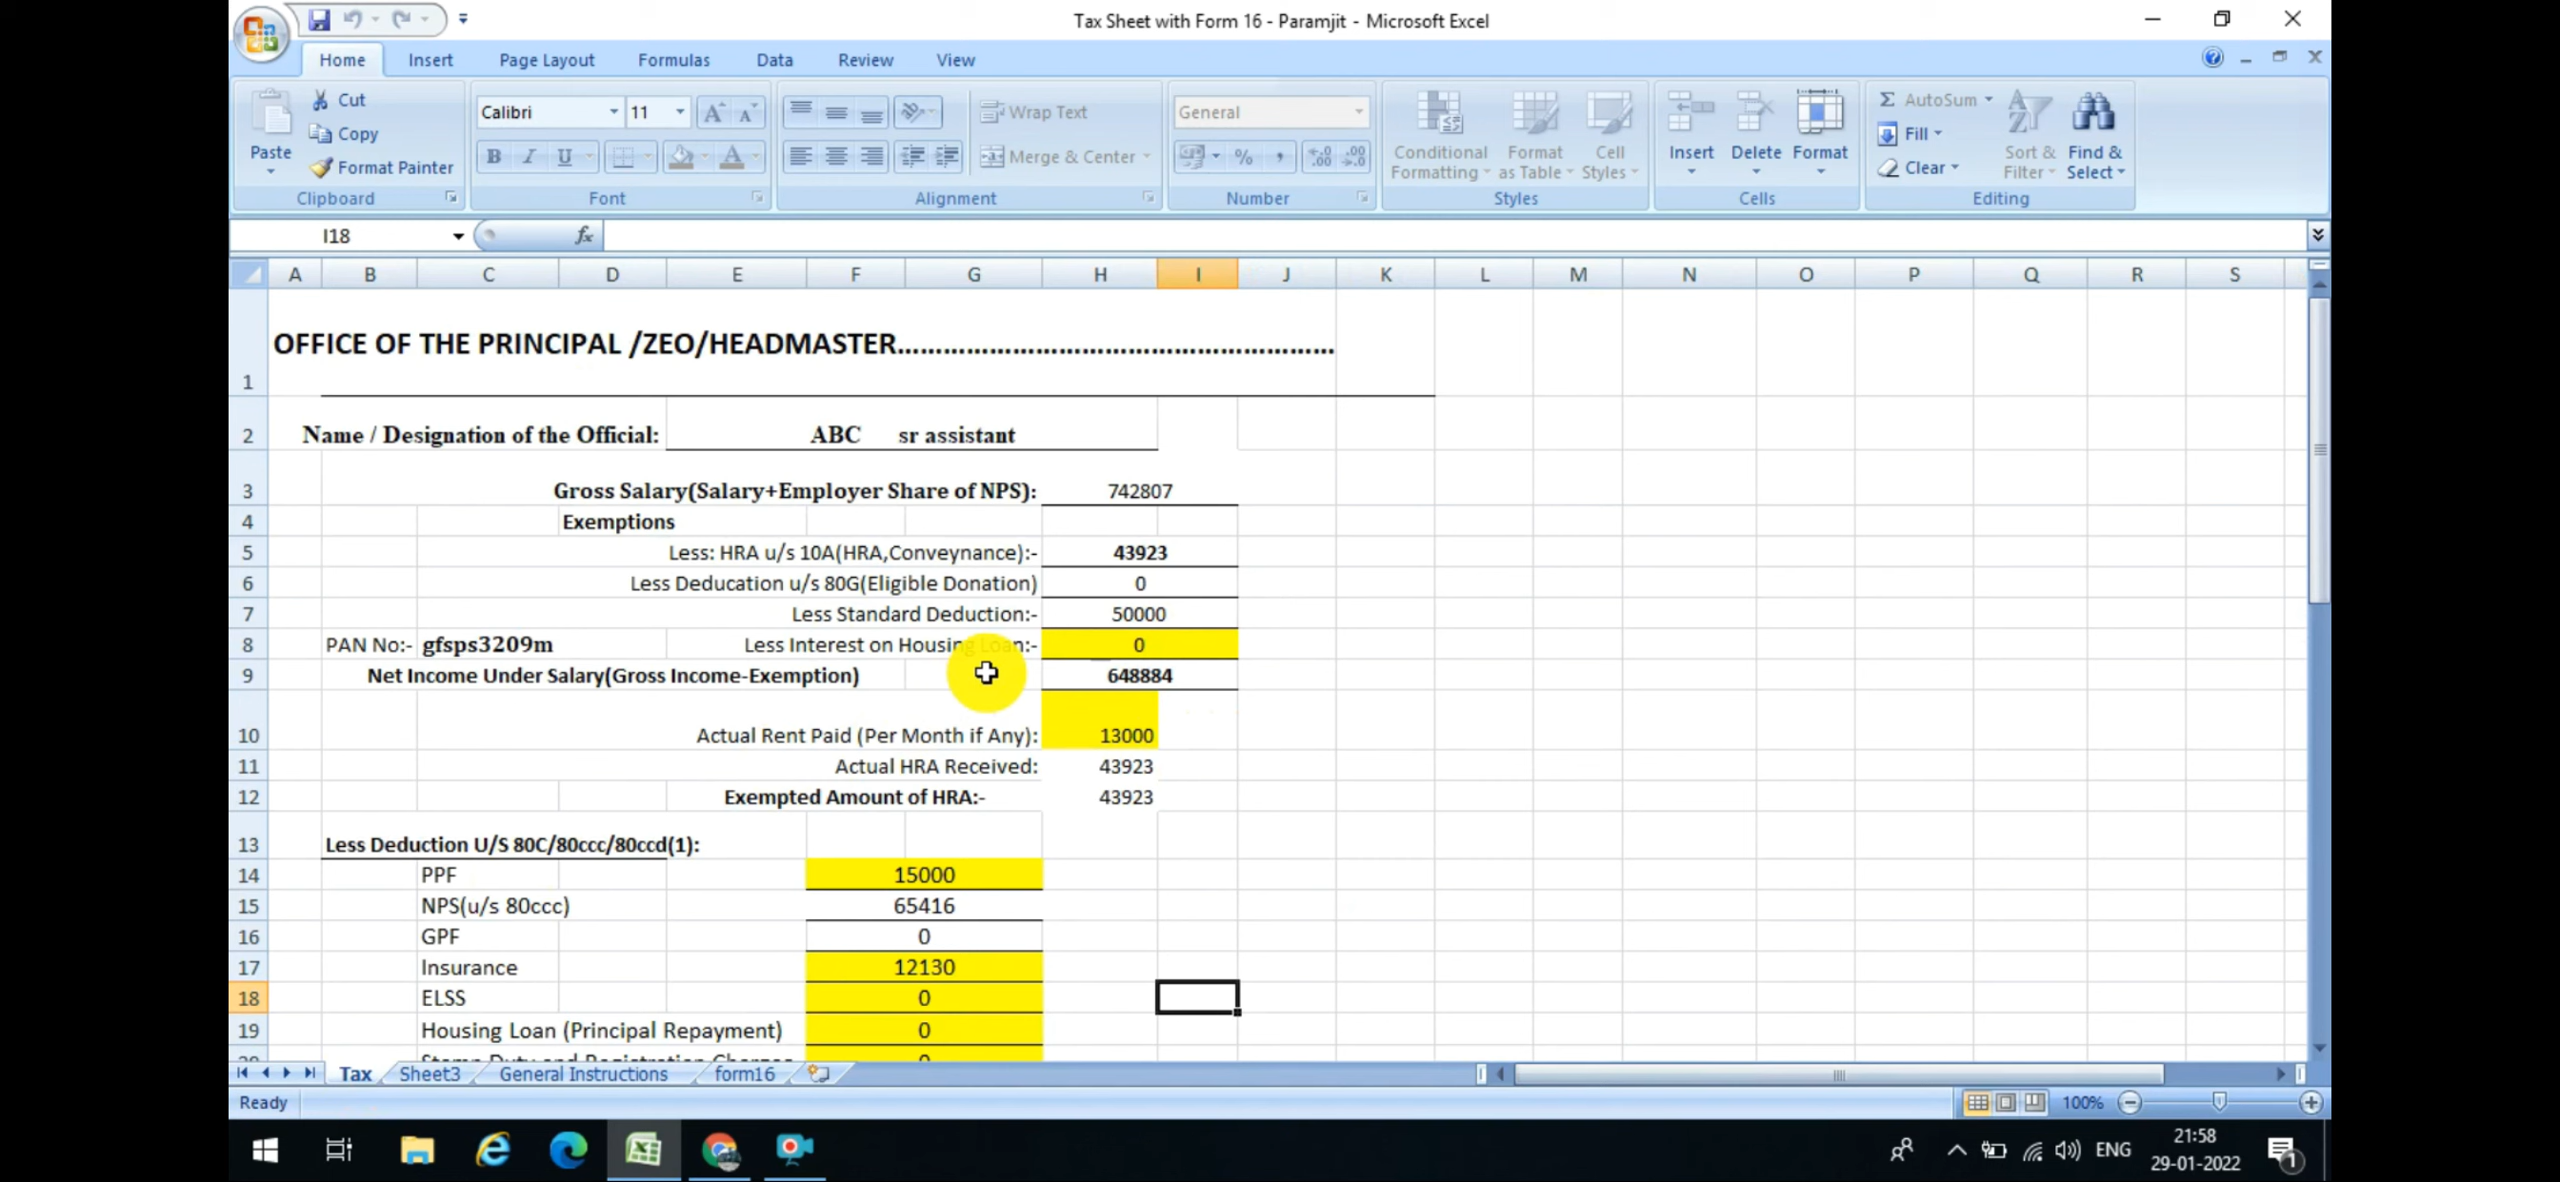 Tax Sheet with Form 16 - Paramjit - Microsoft Excel
Home Insert Page Layout Formulas Data Review View
Paste
Cut
Copy
Format Painter
Clipboard
Calibri 11
B I U
Font
Wrap Text
Merge & Center
Alignment
General
% ,
Number
Conditional Formatting
Format as Table
Cell Styles
Styles
Insert Delete Format
Cells
Σ AutoSum
Fill
Clear
Sort & Filter
Find & Select
Editing
I18 fx
A B C D E F G H I J K L M N O P Q R S
1 OFFICE OF THE PRINCIPAL /ZEO/HEADMASTER......................................................
2 Name / Designation of the Official: ABC sr assistant
3 Gross Salary(Salary+Employer Share of NPS): 742807
4 Exemptions
5 Less: HRA u/s 10A(HRA,Conveynance):- 43923
6 Less Deducation u/s 80G(Eligible Donation) 0
7 Less Standard Deduction:- 50000
8 PAN No:- gfsps3209m Less Interest on Housing Loan:- 0
9 Net Income Under Salary(Gross Income-Exemption) 648884
10 Actual Rent Paid (Per Month if Any): 13000
11 Actual HRA Received: 43923
12 Exempted Amount of HRA:- 43923
13 Less Deduction U/S 80C/80ccc/80ccd(1):
14 PPF 15000
15 NPS(u/s 80ccc) 65416
16 GPF 0
17 Insurance 12130
18 ELSS 0
19 Housing Loan (Principal Repayment) 0
20 Stamp Duty and Registration Charges 0
Tax Sheet3 General Instructions form16
Ready 100%
ENG 21:58
29-01-2022
1